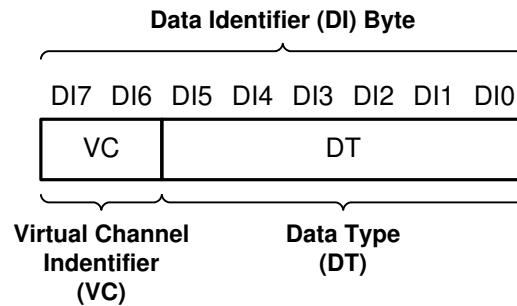 Data Identifier (DI) Byte
DI7 DI6 DI5 DI4 DI3 DI2 DI1 DI0
VC DT
Virtual Channel
Indentifier
(VC)
Data Type
(DT)